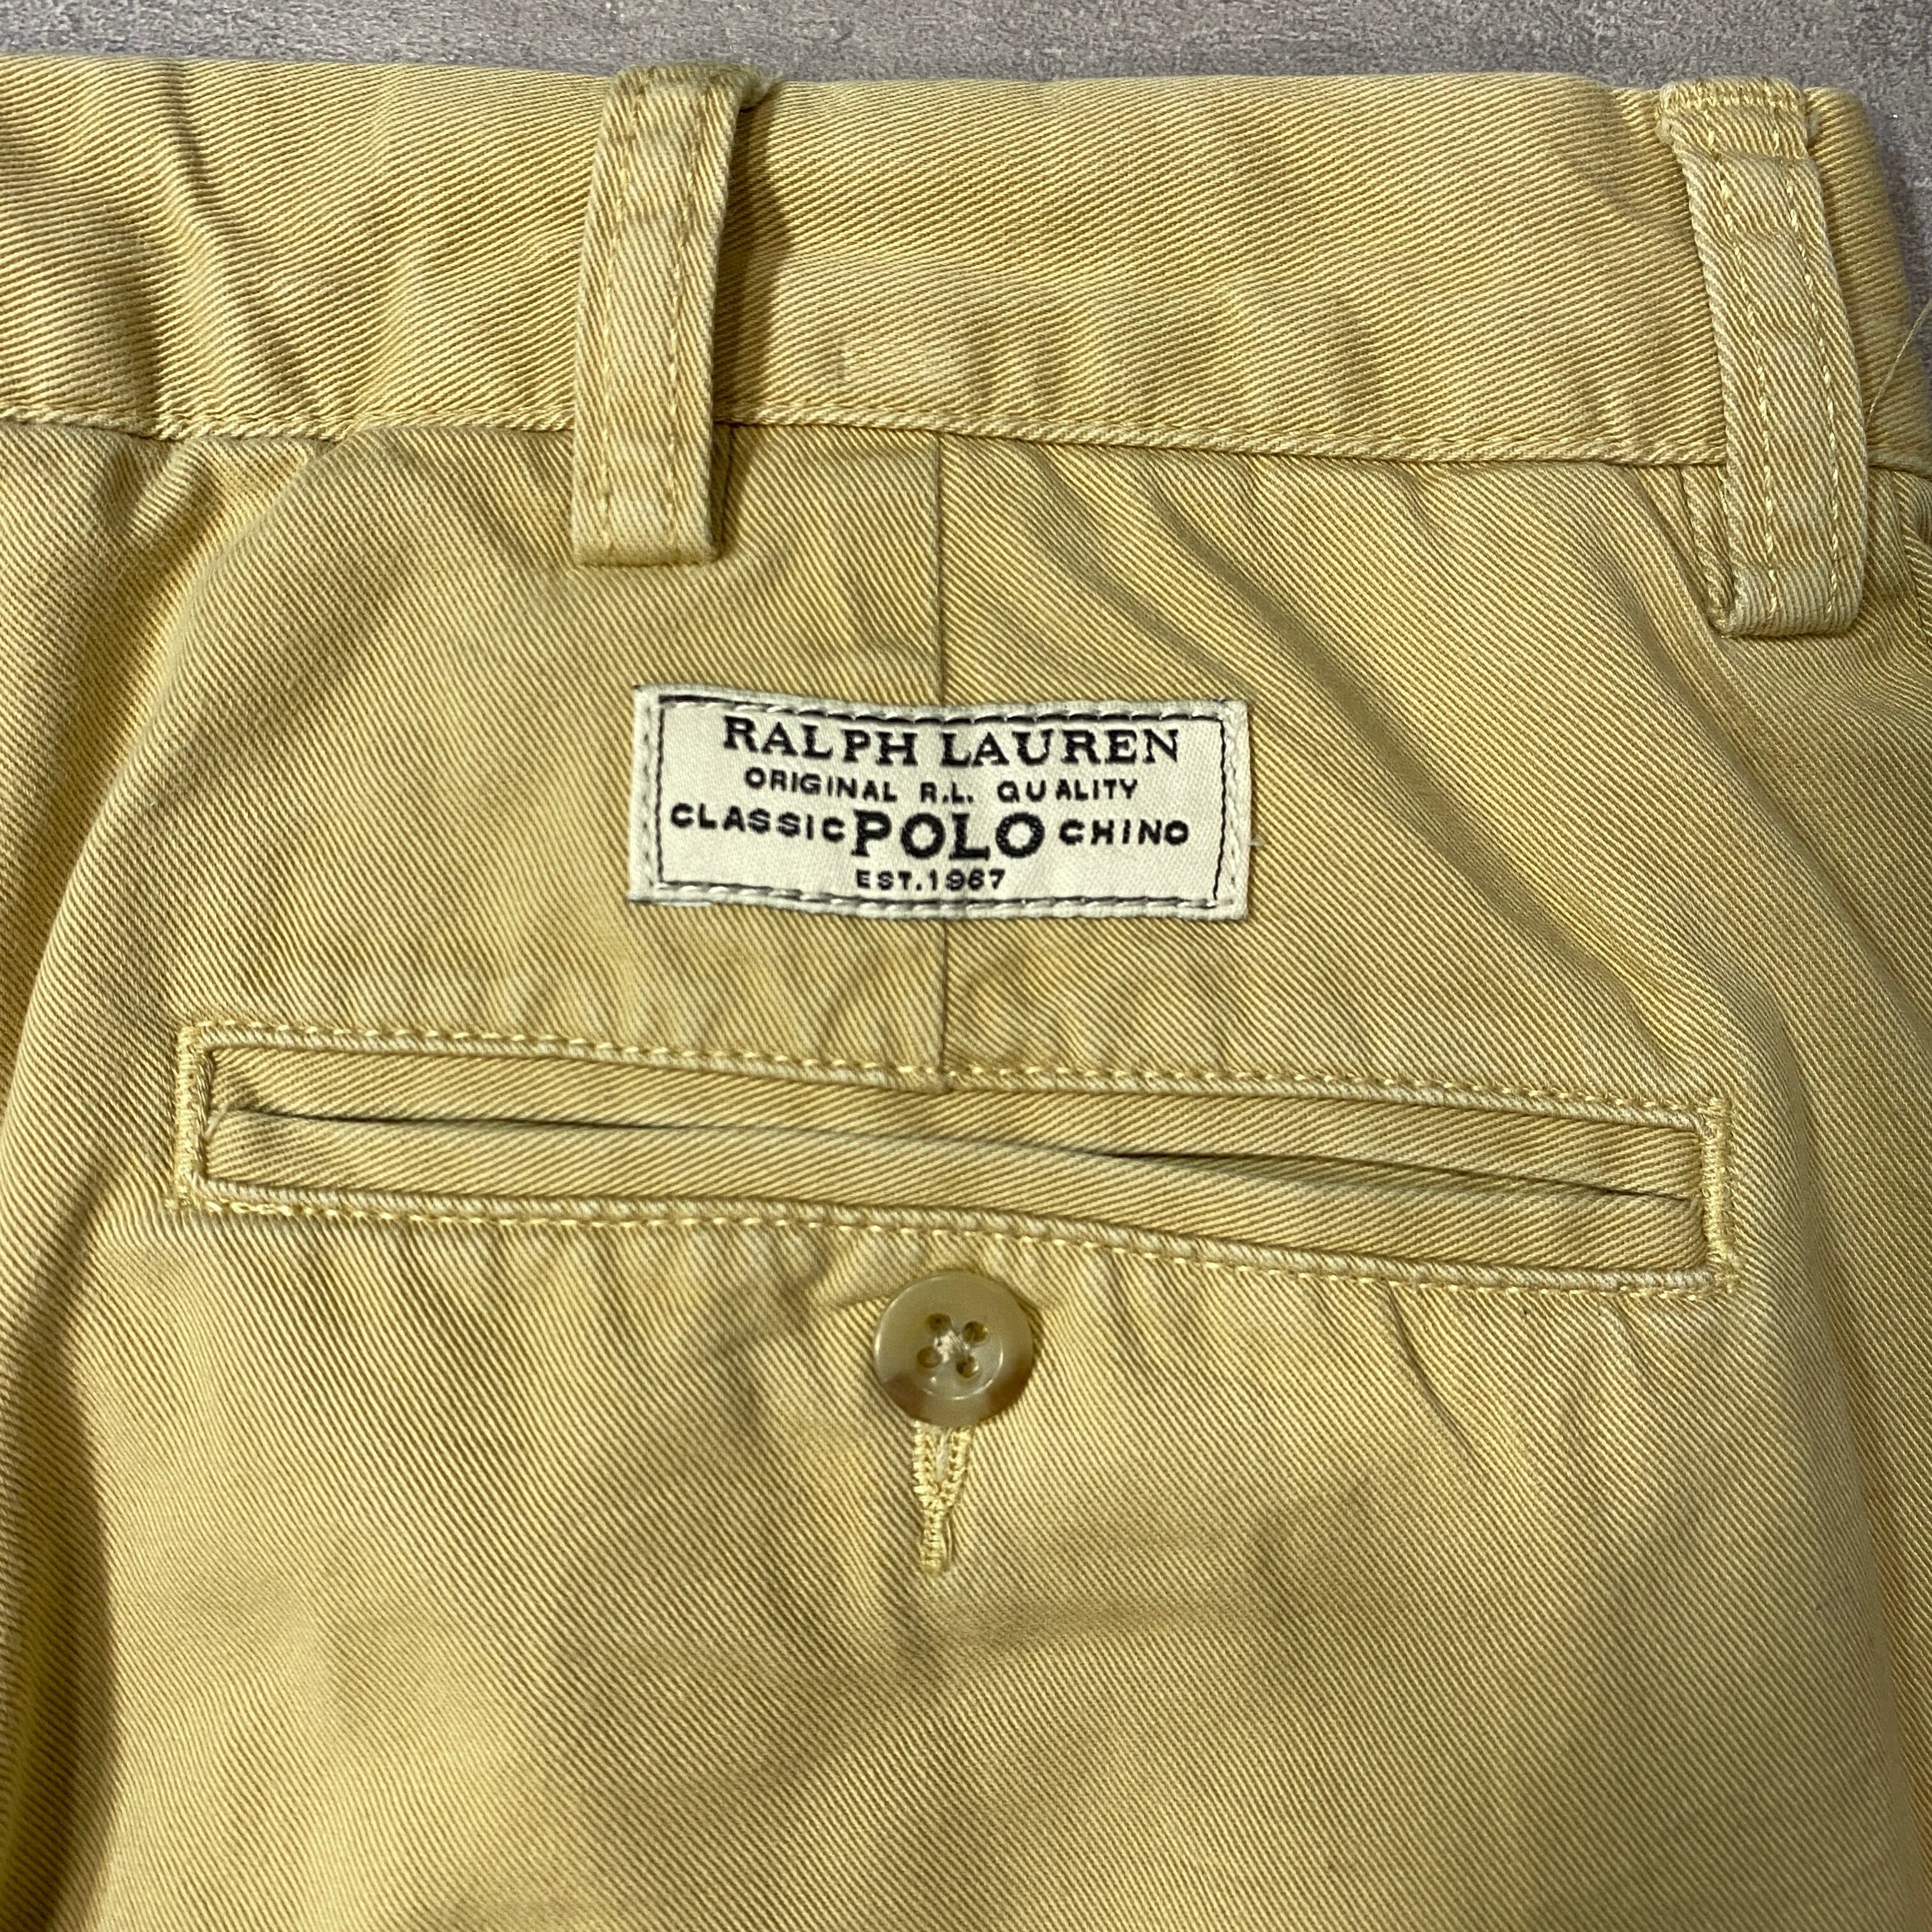 RALPH LAUREN
ORIGINAL R.L. QUALITY
CLASSIC POLO CHINO
EST.1967